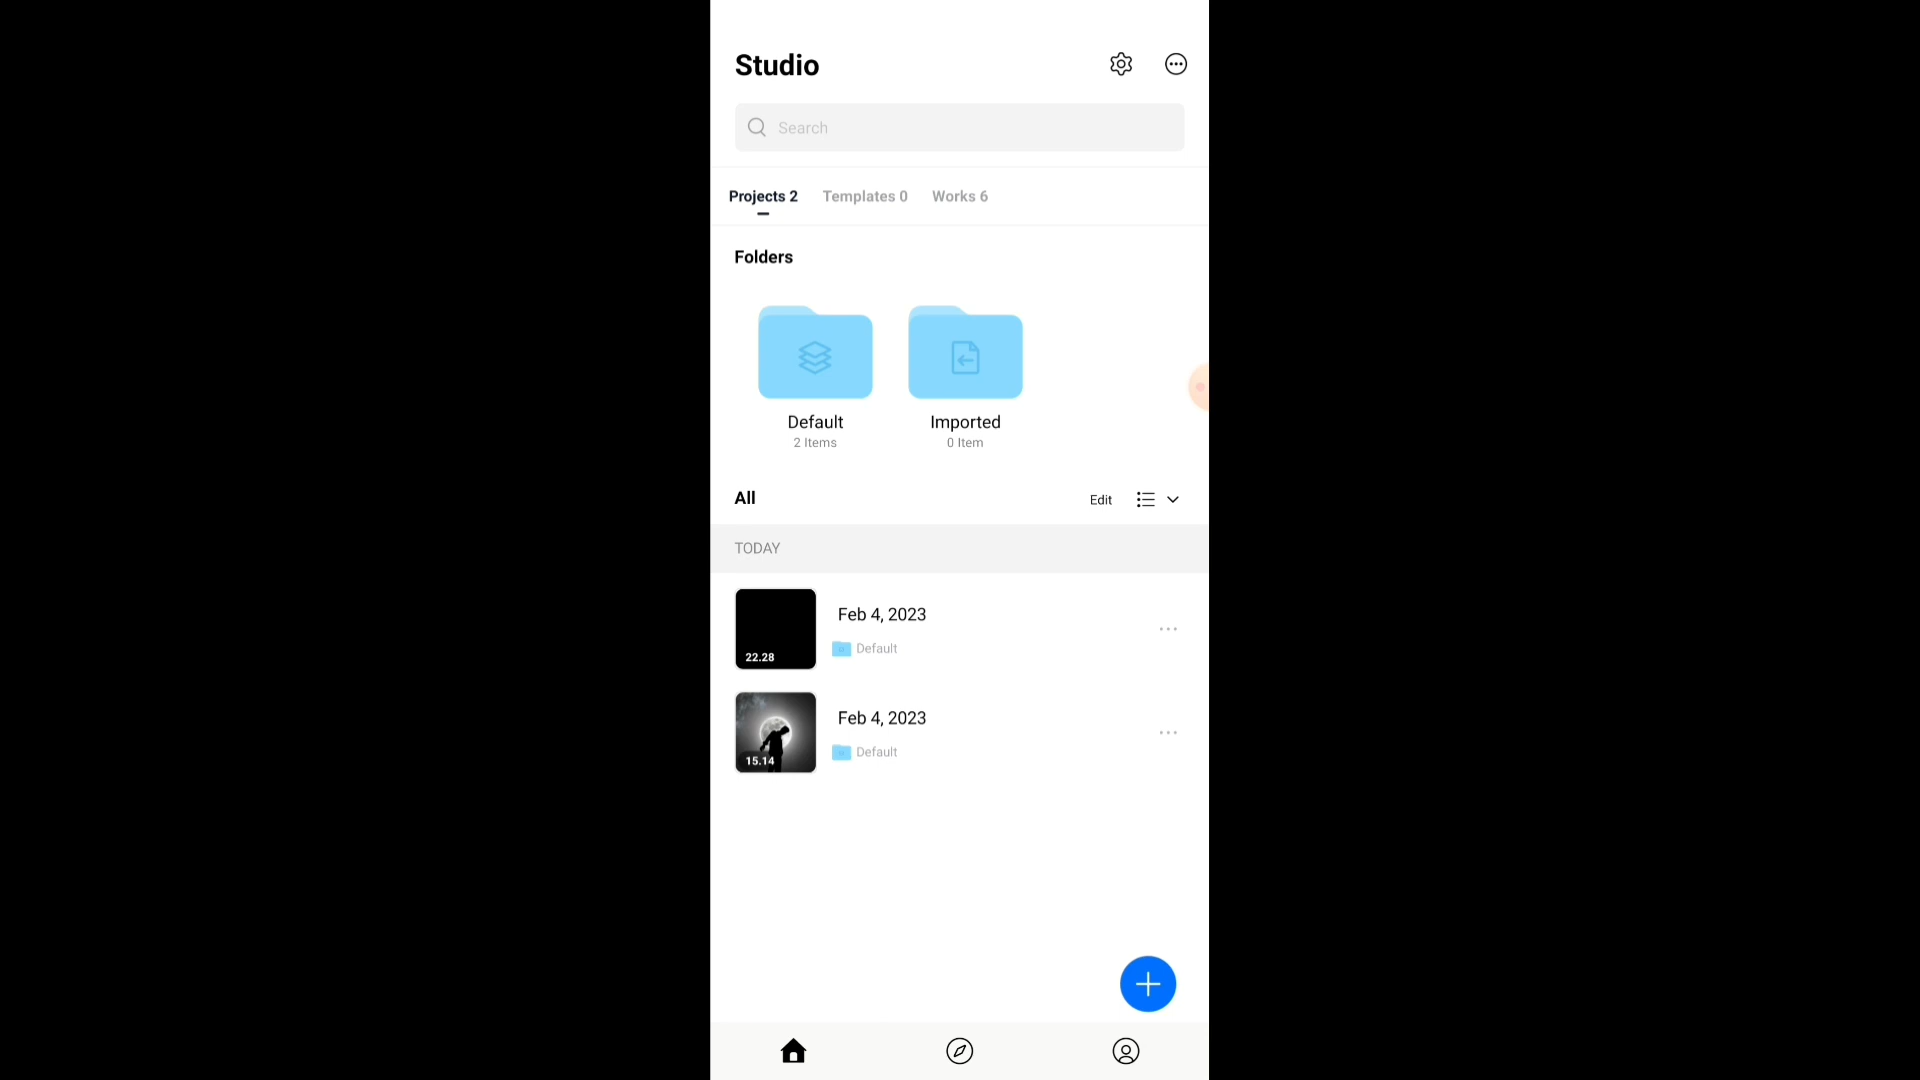 Studio
Search
Projects 2 Templates 0 Works 6
Folders
Default Imported
2 Items 0 Item
All Edit
TODAY
22.28
Feb 4, 2023
Default
15.14
Feb 4, 2023
Default